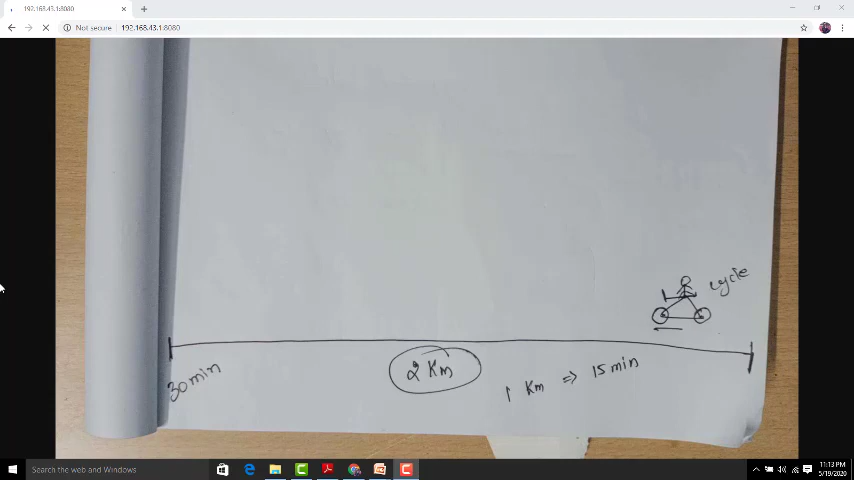 192.168.43.1:8080
Not secure
192.168.43.1:8080
cycle
30 min
2 Km
1 Km ⇒ 15 min
Search the web and Windows
11:13 PM
5/19/2020